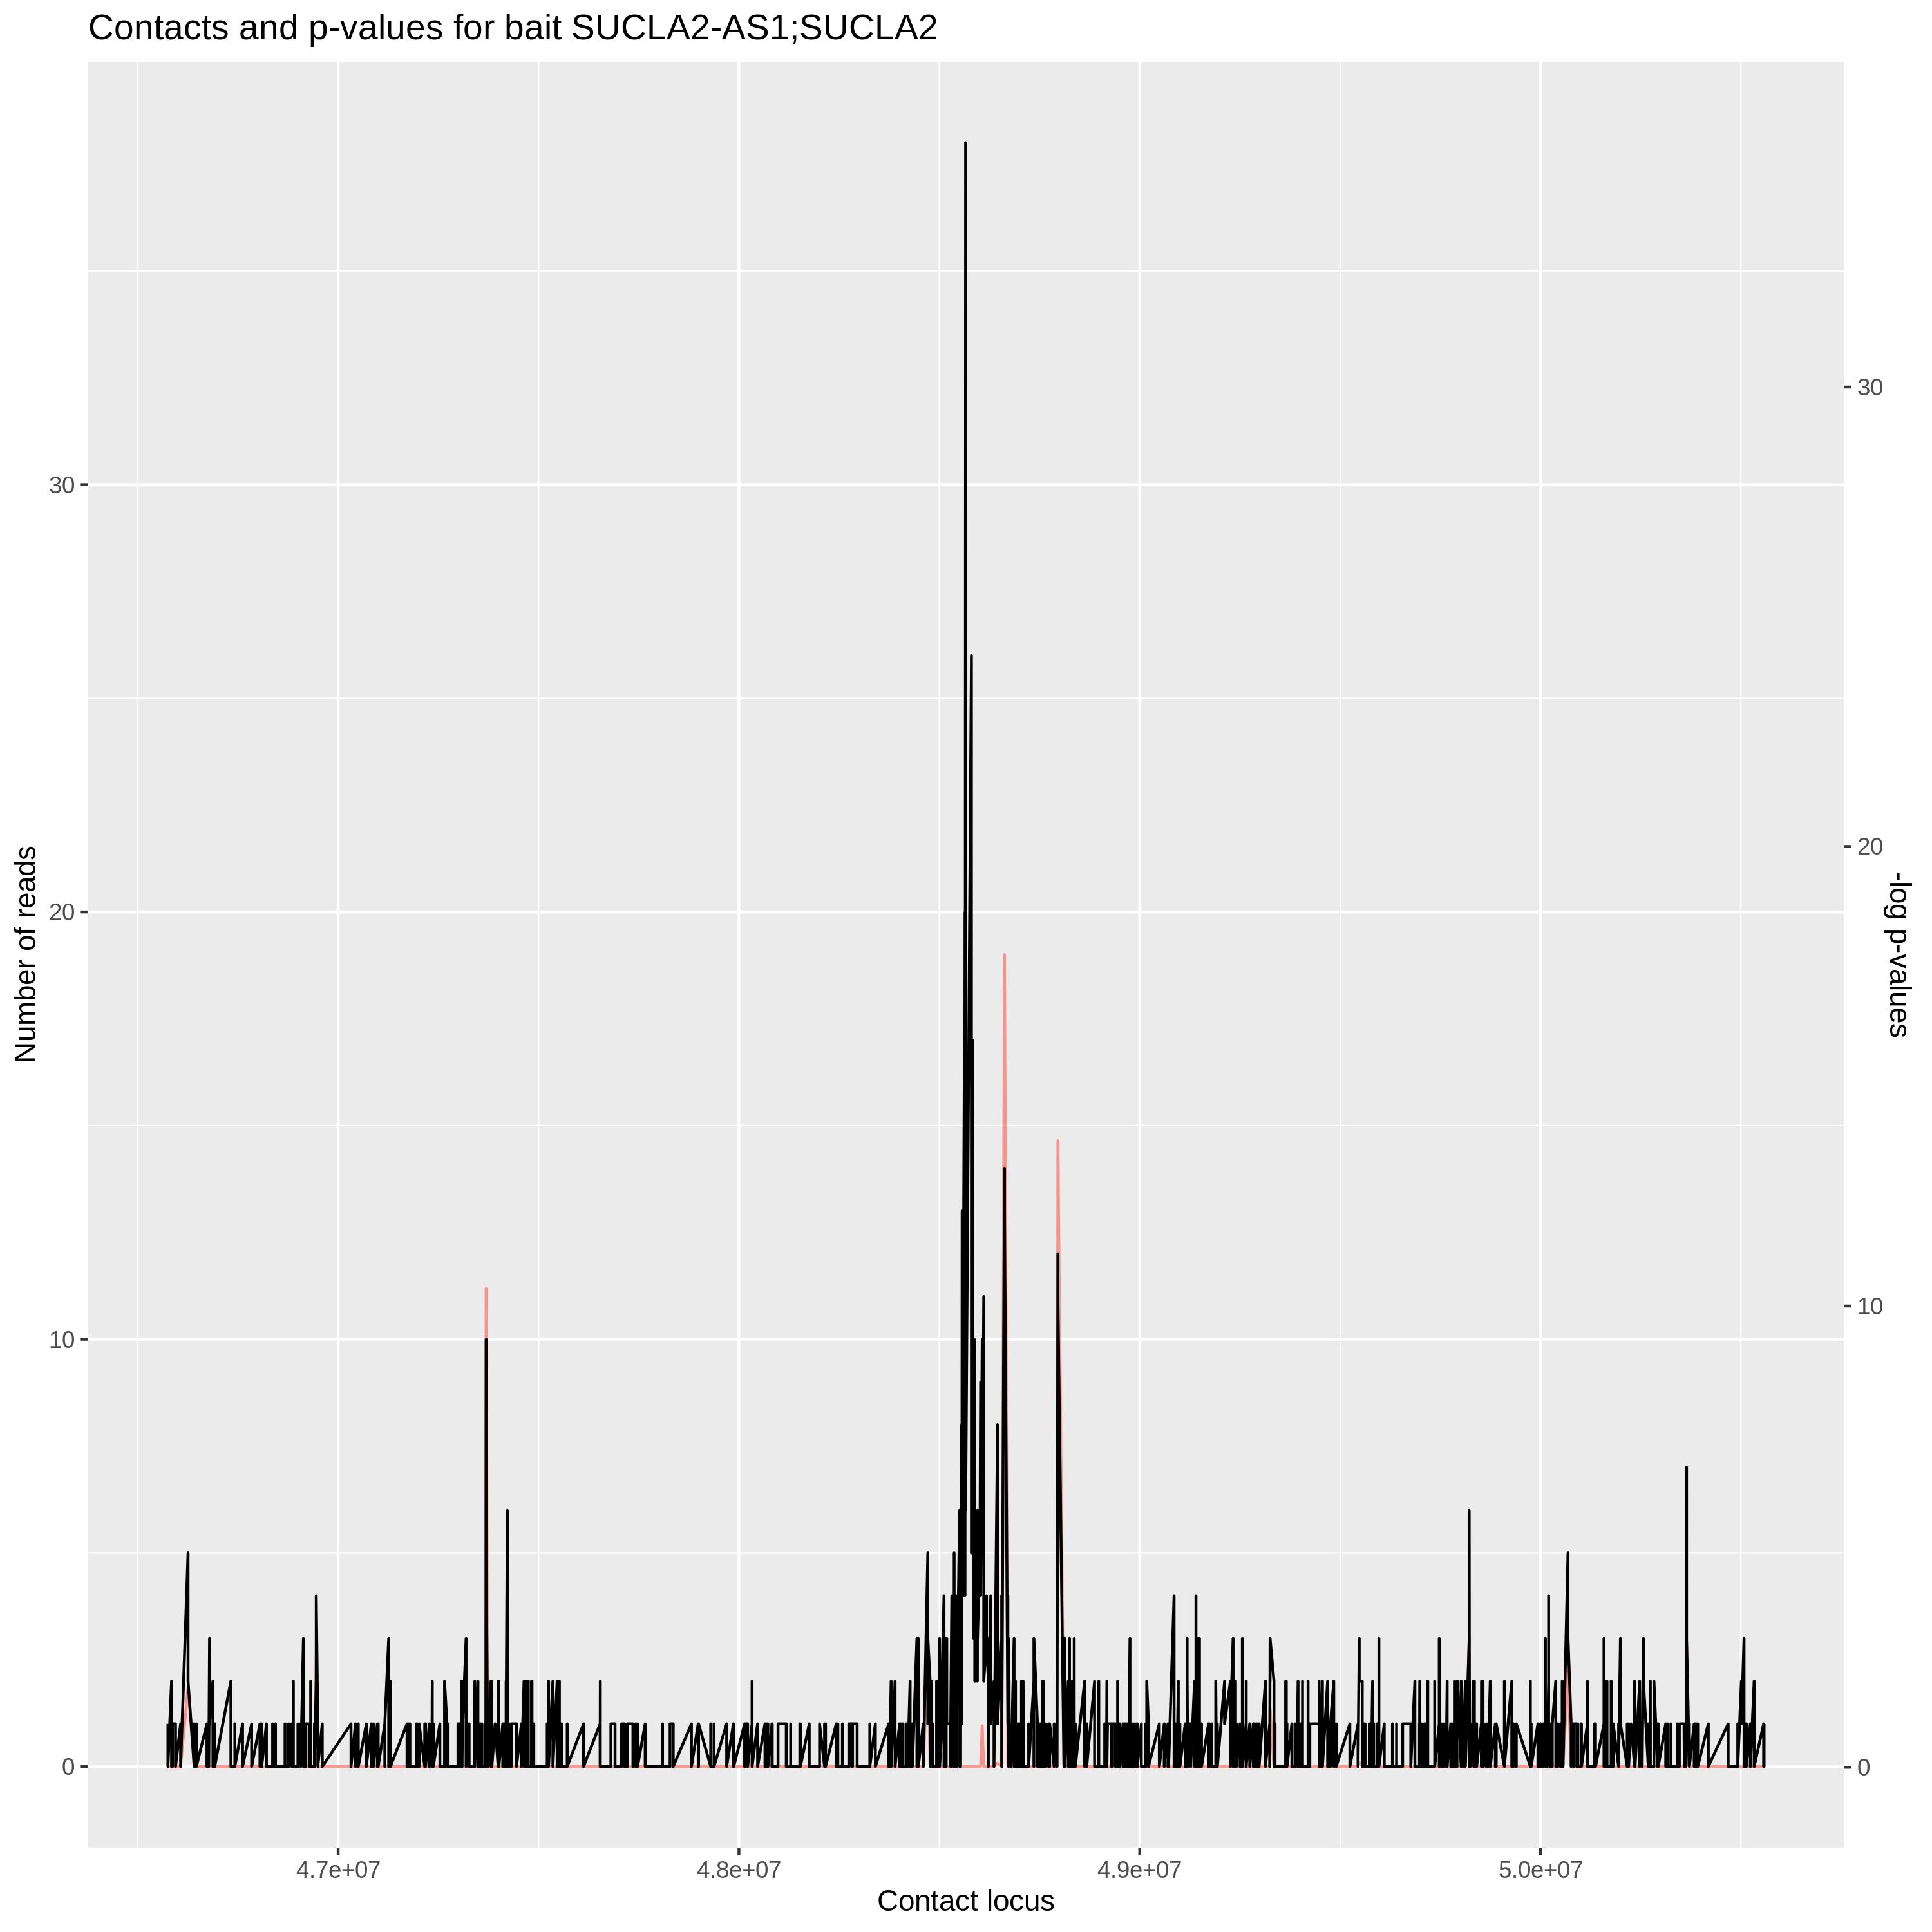 Contacts and p-values for bait SUCLA2-AS1;SUCLA2
30
20
10
0
Number of reads
30
20
10
0
-log p-values
4.7e+07 4.8e+07 4.9e+07 5.0e+07
Contact locus